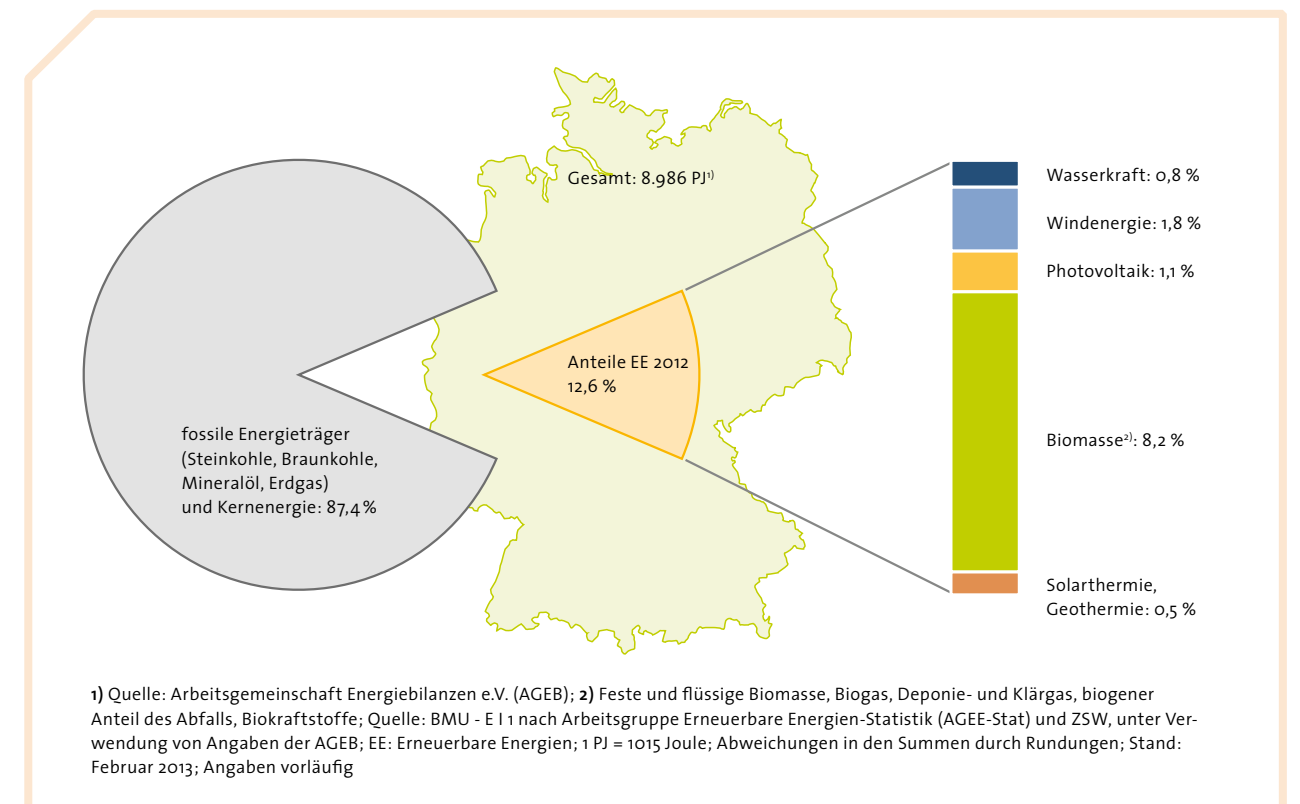 Gesamt: 8.986 PJ1)
Wasserkraft: 0,8 %
Windenergie: 1,8 %
Photovoltaik: 1,1 %
Anteile EE 2012
12,6 %
fossile Energieträger
(Steinkohle, Braunkohle,
Mineralöl, Erdgas)
und Kernenergie: 87,4 %
Biomasse2): 8,2 %
Solarthermie,
Geothermie: 0,5 %
1) Quelle: Arbeitsgemeinschaft Energiebilanzen e.V. (AGEB); 2) Feste und flüssige Biomasse, Biogas, Deponie- und Klärgas, biogener
Anteil des Abfalls, Biokraftstoffe; Quelle: BMU - E I 1 nach Arbeitsgruppe Erneuerbare Energien-Statistik (AGEE-Stat) und ZSW, unter Ver-
wendung von Angaben der AGEB; EE: Erneuerbare Energien; 1 PJ = 1015 Joule; Abweichungen in den Summen durch Rundungen; Stand:
Februar 2013; Angaben vorläufig